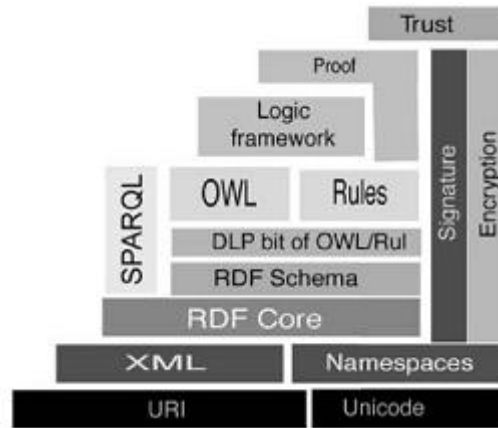 Trust
Proof
Logic
framework
Signature
Encryption
SPARQL
OWL
Rules
DLP bit of OWL/Rul
RDF Schema
RDF Core
XML
Namespaces
URI
Unicode